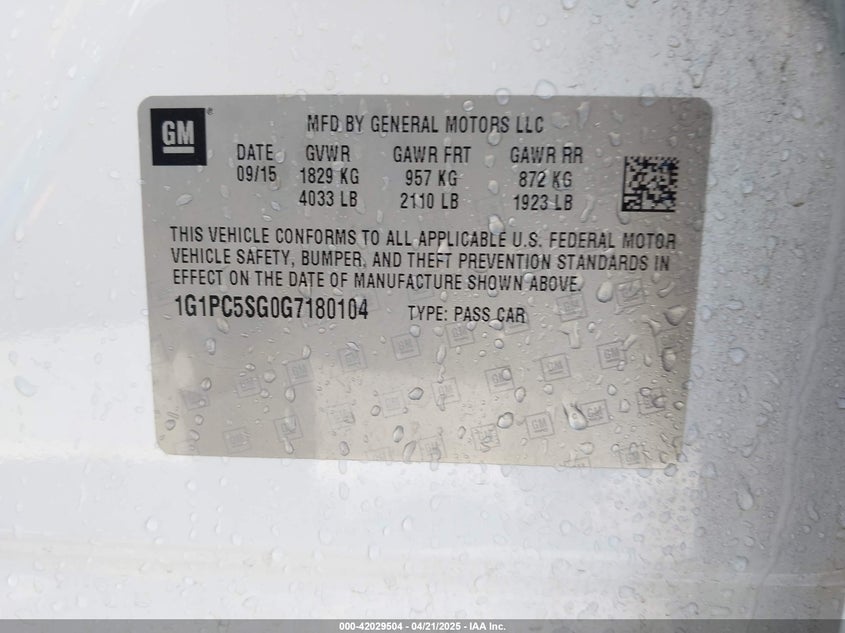 GM ®
MFD BY GENERAL MOTORS LLC
DATE GVWR GAWR FRT GAWR RR
09/15 1829 KG 957 KG 872 KG
4033 LB 2110 LB 1923 LB
THIS VEHICLE CONFORMS TO ALL APPLICABLE U.S. FEDERAL MOTOR
VEHICLE SAFETY, BUMPER, AND THEFT PREVENTION STANDARDS IN
EFFECT ON THE DATE OF MANUFACTURE SHOWN ABOVE.
1G1PC5SG0G7180104 TYPE: PASS CAR
000-42029504 - 04/21/2025 - IAA Inc.